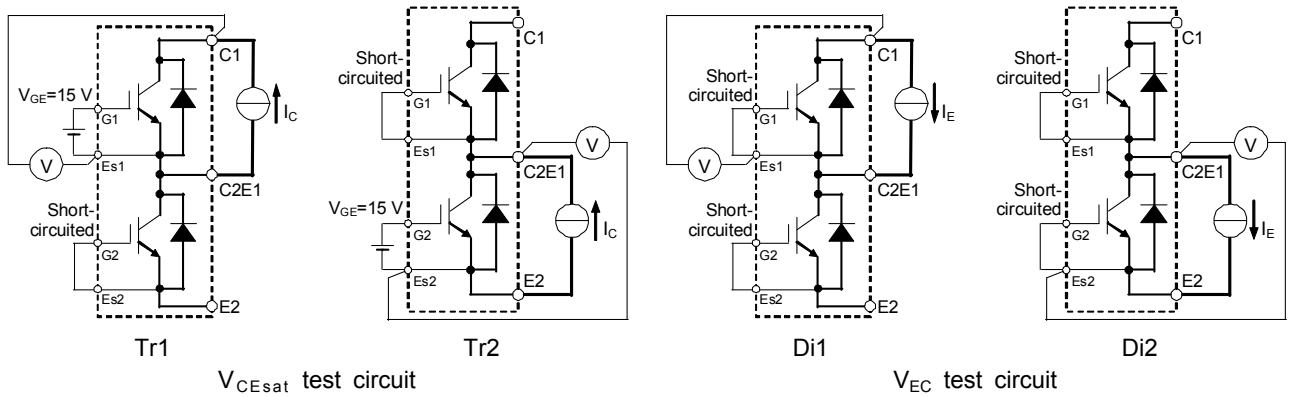 C1
V_GE=15 V
G1
I_C
V
Es1
C2E1
Short-
circuited
G2
Es2
E2
Tr1
C1
Short-
circuited
G1
Es1
V
C2E1
V_GE=15 V
G2
I_C
Es2
E2
Tr2
V_CEsat test circuit
C1
Short-
circuited
G1
I_E
V
Es1
C2E1
Short-
circuited
G2
Es2
E2
Di1
C1
Short-
circuited
G1
Es1
V
C2E1
Short-
circuited
G2
I_E
Es2
E2
Di2
V_EC test circuit